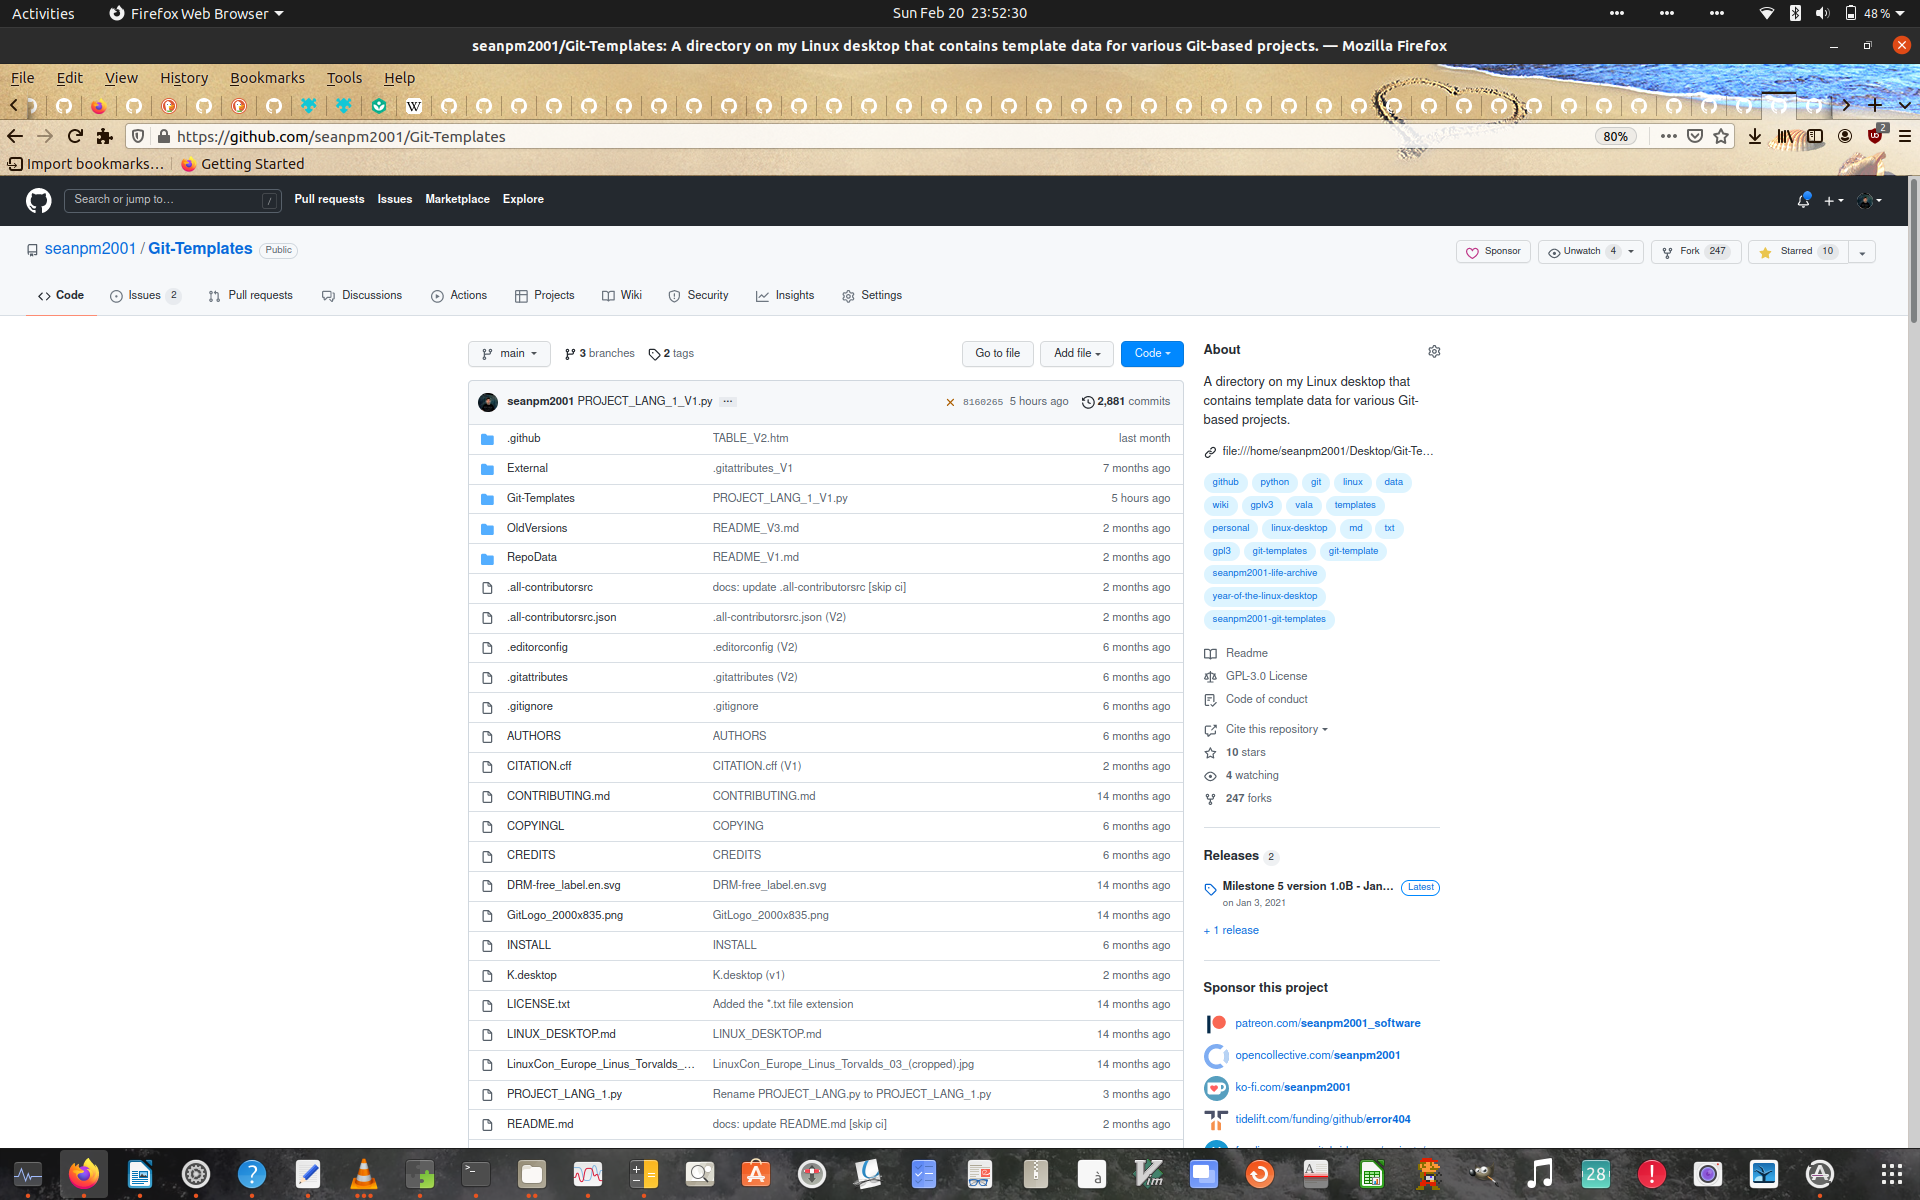 Activities
Firefox Web Browser
Sun Feb 20 23:52:30
48 %
seanpm2001/Git-Templates: A directory on my Linux desktop that contains template data for various Git-based projects. — Mozilla Firefox
File Edit View History Bookmarks Tools Help
https://github.com/seanpm2001/Git-Templates
80%
2
Import bookmarks…
Getting Started
Search or jump to…
/
Pull requests Issues Marketplace Explore
seanpm2001 / Git-Templates Public
Sponsor
Unwatch 4
Fork 247
Starred 10
Code
Issues 2
Pull requests
Discussions
Actions
Projects
Wiki
Security
Insights
Settings
main
3 branches
2 tags
Go to file
Add file
Code
seanpm2001 PROJECT_LANG_1_V1.py ...
8160265 5 hours ago
2,881 commits
.github TABLE_V2.htm last month
External .gitattributes_V1 7 months ago
Git-Templates PROJECT_LANG_1_V1.py 5 hours ago
OldVersions README_V3.md 2 months ago
RepoData README_V1.md 2 months ago
.all-contributorsrc docs: update .all-contributorsrc [skip ci] 2 months ago
.all-contributorsrc.json .all-contributorsrc.json (V2) 2 months ago
.editorconfig .editorconfig (V2) 6 months ago
.gitattributes .gitattributes (V2) 6 months ago
.gitignore .gitignore 6 months ago
AUTHORS AUTHORS 6 months ago
CITATION.cff CITATION.cff (V1) 2 months ago
CONTRIBUTING.md CONTRIBUTING.md 14 months ago
COPYINGL COPYING 6 months ago
CREDITS CREDITS 6 months ago
DRM-free_label.en.svg DRM-free_label.en.svg 14 months ago
GitLogo_2000x835.png GitLogo_2000x835.png 14 months ago
INSTALL INSTALL 6 months ago
K.desktop K.desktop (v1) 2 months ago
LICENSE.txt Added the *.txt file extension 14 months ago
LINUX_DESKTOP.md LINUX_DESKTOP.md 14 months ago
LinuxCon_Europe_Linus_Torvalds_... LinuxCon_Europe_Linus_Torvalds_03_(cropped).jpg 14 months ago
PROJECT_LANG_1.py Rename PROJECT_LANG.py to PROJECT_LANG_1.py 3 months ago
README.md docs: update README.md [skip ci] 2 months ago
About
A directory on my Linux desktop that
contains template data for various Git-
based projects.
file:///home/seanpm2001/Desktop/Git-Te...
github python git linux data
wiki gplv3 vala templates
personal linux-desktop md txt
gpl3 git-templates git-template
seanpm2001-life-archive
year-of-the-linux-desktop
seanpm2001-git-templates
Readme
GPL-3.0 License
Code of conduct
Cite this repository
10 stars
4 watching
247 forks
Releases 2
Milestone 5 version 1.0B - Jan... Latest
on Jan 3, 2021
+ 1 release
Sponsor this project
patreon.com/seanpm2001_software
opencollective.com/seanpm2001
ko-fi.com/seanpm2001
tidelift.com/funding/github/error404
28